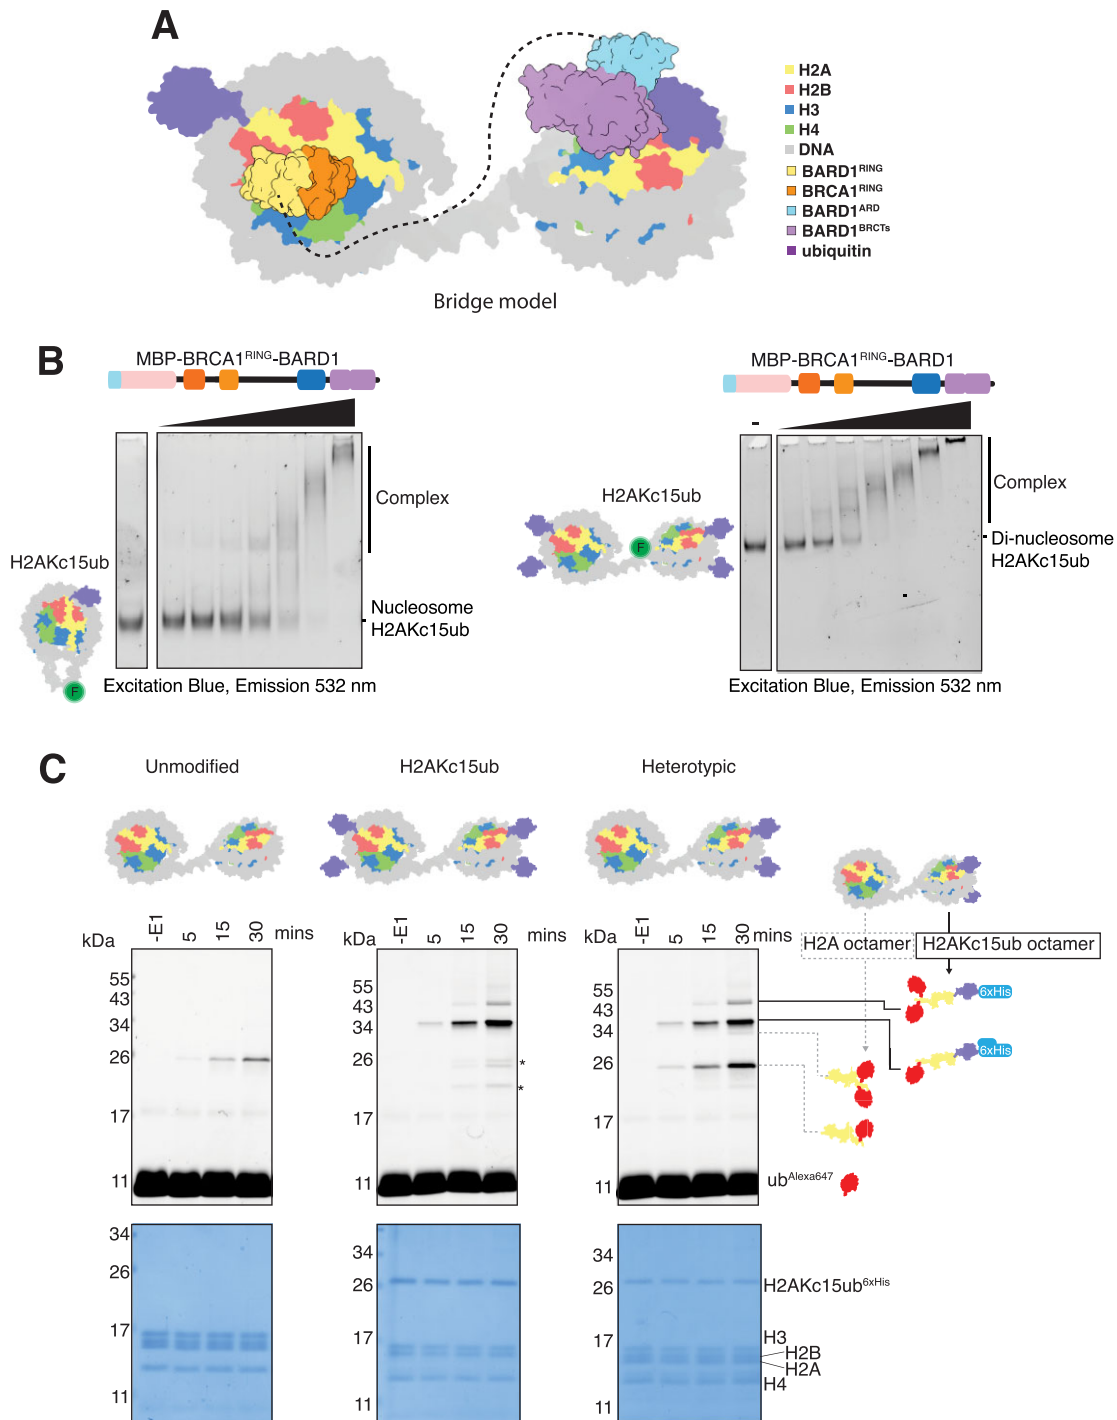 A
H2A
H2B
H3
H4
DNA
BARD1RING
BRCA1RING
BARD1ARD
BARD1BRCTs
ubiquitin
Bridge model
B
MBP-BRCA1RING-BARD1
Complex
H2AKc15ub
F
Nucleosome
H2AKc15ub
Excitation Blue, Emission 532 nm
MBP-BRCA1RING-BARD1
-
H2AKc15ub
F
Complex
Di-nucleosome
H2AKc15ub
Excitation Blue, Emission 532 nm
C
Unmodified
H2AKc15ub
Heterotypic
kDa
-E1 5 15 30 mins
55
43
34
26
17
11
kDa
-E1 5 15 30 mins
55
43
34
26
17
11
*
*
kDa
-E1 5 15 30 mins
55
43
34
26
17
11
H2A octamer
H2AKc15ub octamer
6xHis
6xHis
ubAlexa647
34
26
17
11
34
26
17
11
34
26
17
11
H2AKc15ub6xHis
H3
H2B
H2A
H4